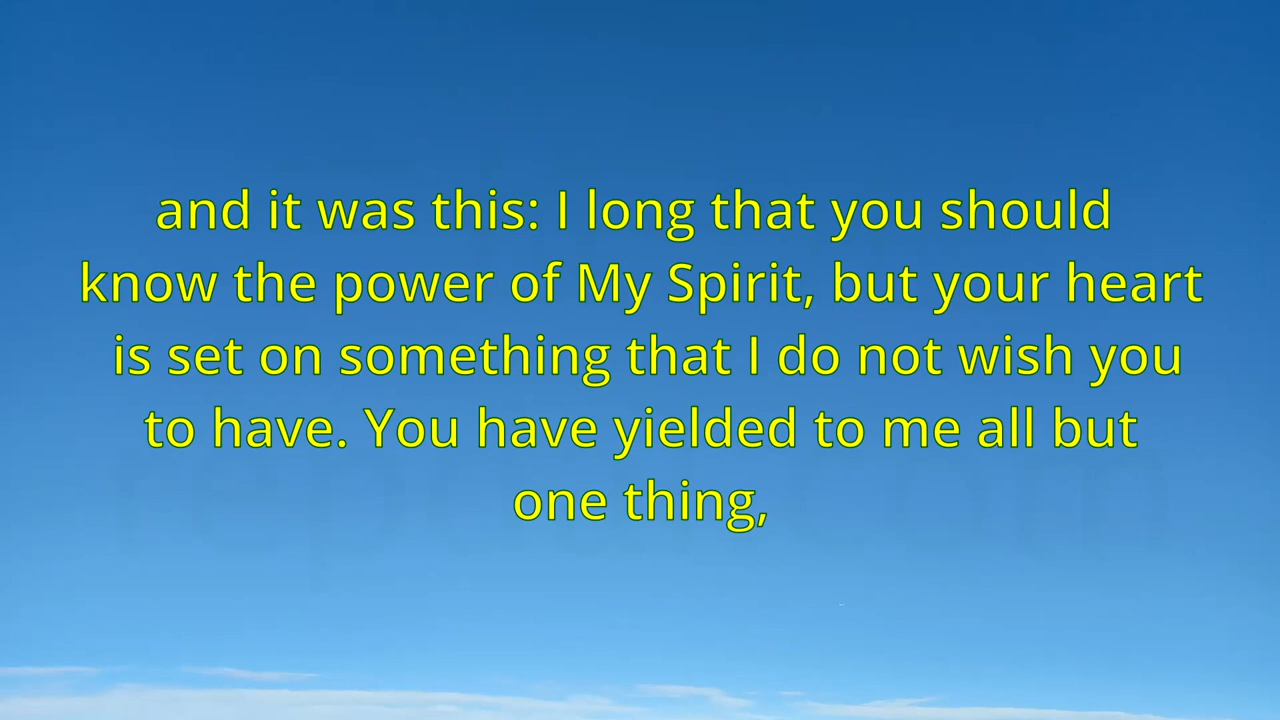 and it was this: I long that you should
know the power of My Spirit, but your heart
is set on something that I do not wish you
to have. You have yielded to me all but
one thing,